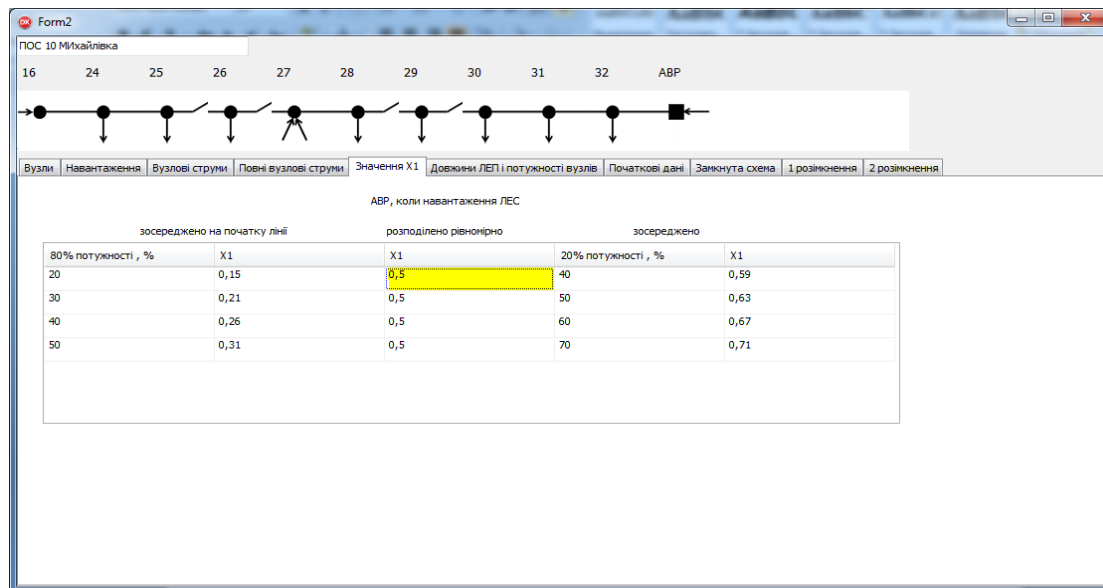 Form2
ПОС 10 МИхайлівка
16 24 25 26 27 28 29 30 31 32 АВР
Вузли Навантаження Вузлові струми Повні вузлові струми Значення X1 Довжини ЛЕП і потужності вузлів Початкові дані Замкнута схема 1 розімкнення 2 розімкнення
АВР, коли навантаження ЛЕС
зосереджено на початку лінії розподілено рівномірно зосереджено
80% потужності , % X1 X1 20% потужності , % X1
20 0,15 0,5 40 0,59
30 0,21 0,5 50 0,63
40 0,26 0,5 60 0,67
50 0,31 0,5 70 0,71